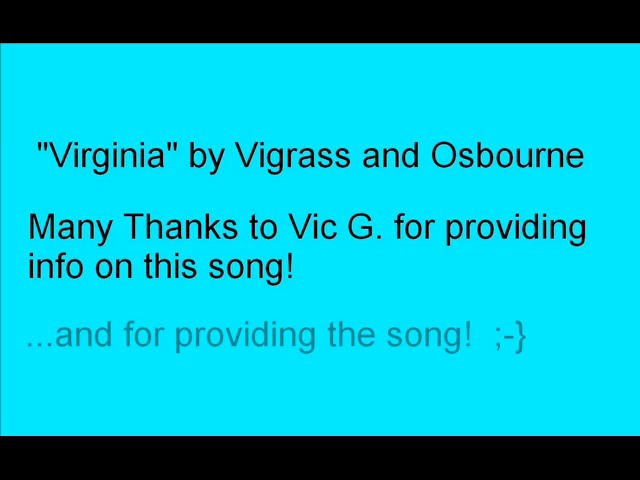 "Virginia" by Vigrass and Osbourne
Many Thanks to Vic G. for providing
info on this song!
...and for providing the song!  ;-}